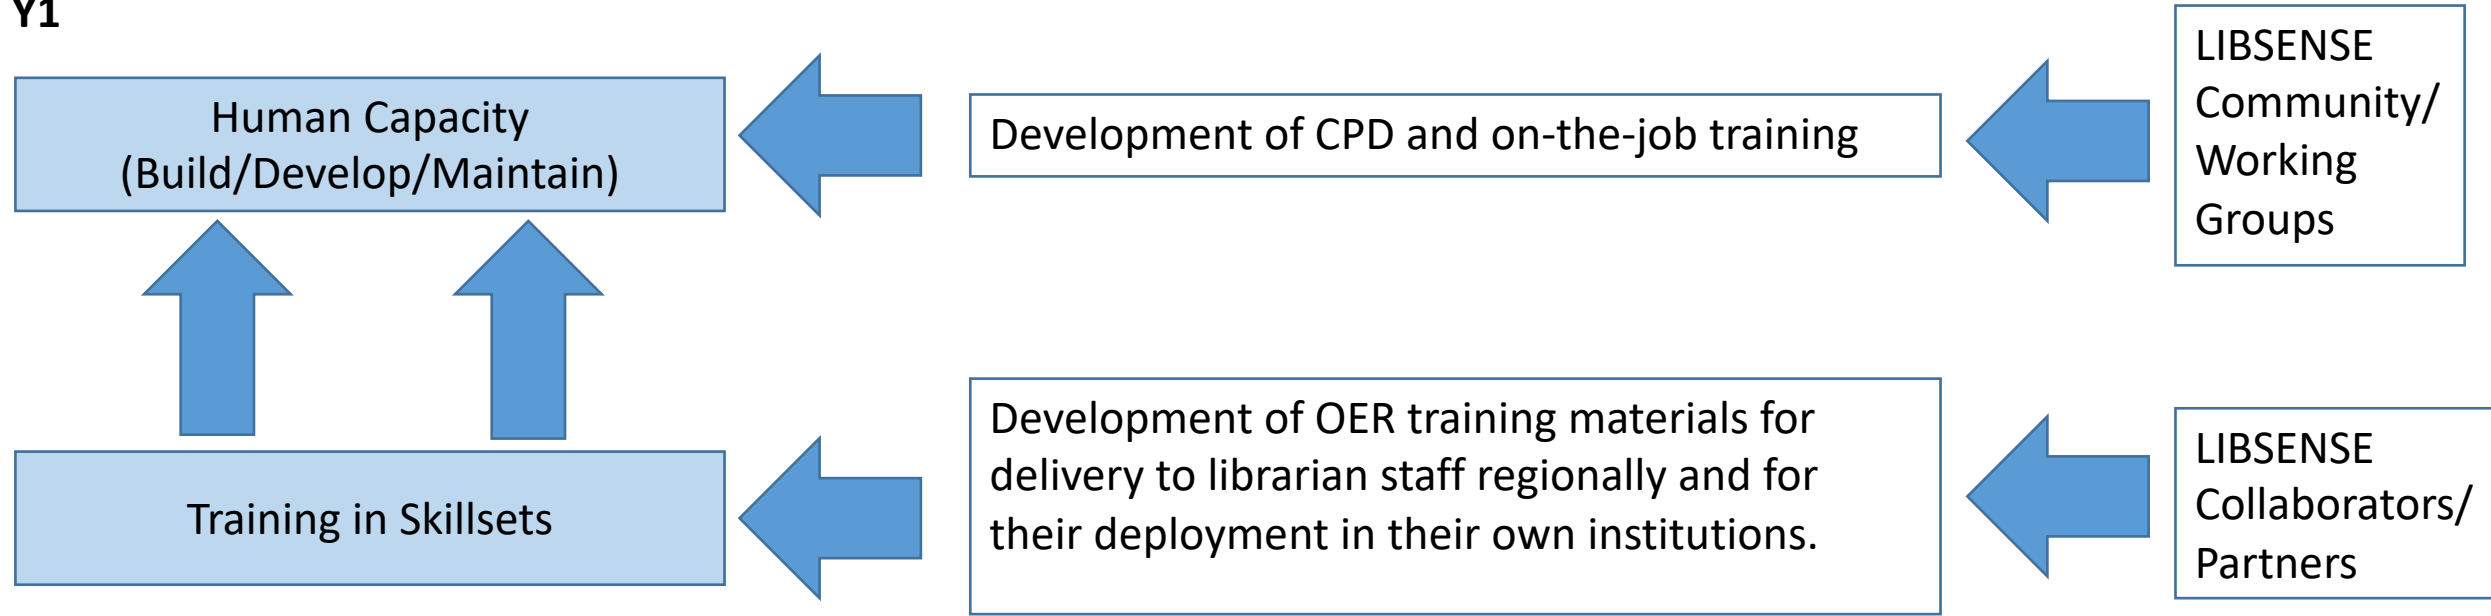 Y1
Human Capacity
(Build/Develop/Maintain)
Development of CPD and on-the-job training
LIBSENSE
Community/
Working
Groups
Training in Skillsets
Development of OER training materials for
delivery to librarian staff regionally and for
their deployment in their own institutions.
LIBSENSE
Collaborators/
Partners